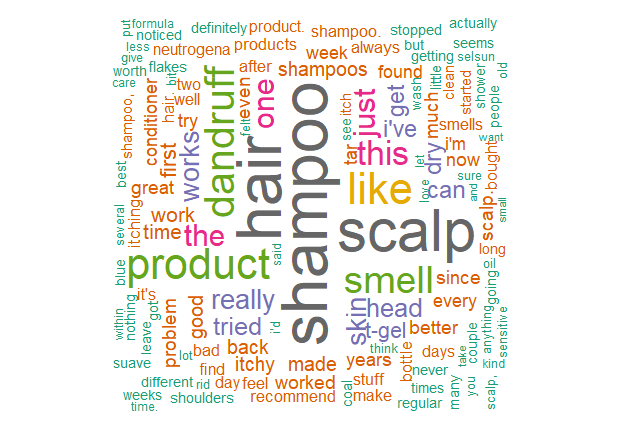 put
formula
noticed
definitely
product.
shampoo.
stopped
actually
less
neutrogena
products
week
always
but
seems
give
getting
selsun
worth
flakes
after
shampoos
found
little
clean
old
care
bit
two
even
one
just
get
wash
started
shower
people
shampoo,
conditioner
hair.
well
dandruff
felt
hair
shampoo
see
itch
i've
much
smells
want
try
works
tar
this
dry
i'm
let
now
bought
best
first
like
love
can
sure
and
small
great
scalp.
itching
work
several
time
the
scalp
long
product
said
smell
since
oil
going
blue
it's
really
skin
head
every
anything
within
nothing
got
good
i'd
t-gel
better
sensitive
leave
problem
tried
back
think
couple
suave
lot
bad
itchy
made
years
bottle
days
take
kind
find
coal
stuff
never
different
rid
day
feel
worked
make
times
many
you
scalp,
weeks
shoulders
recommend
regular
time.